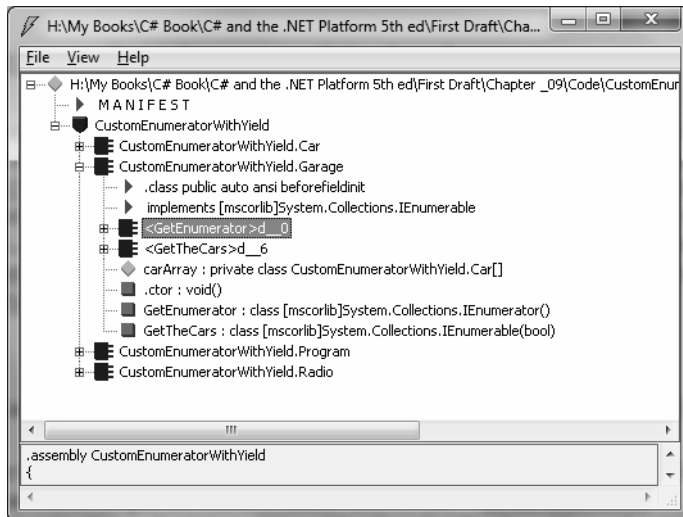 H:\My Books\C# Book\C# and the .NET Platform 5th ed\First Draft\Cha...
File View Help
H:\My Books\C# Book\C# and the .NET Platform 5th ed\First Draft\Chapter _09\Code\CustomEnur
M A N I F E S T
CustomEnumeratorWithYield
CustomEnumeratorWithYield.Car
CustomEnumeratorWithYield.Garage
.class public auto ansi beforefieldinit
implements [mscorlib]System.Collections.IEnumerable
<GetEnumerator>d__0
<GetTheCars>d__6
carArray : private class CustomEnumeratorWithYield.Car[]
.ctor : void()
GetEnumerator : class [mscorlib]System.Collections.IEnumerator()
GetTheCars : class [mscorlib]System.Collections.IEnumerable(bool)
CustomEnumeratorWithYield.Program
CustomEnumeratorWithYield.Radio
.assembly CustomEnumeratorWithYield
{